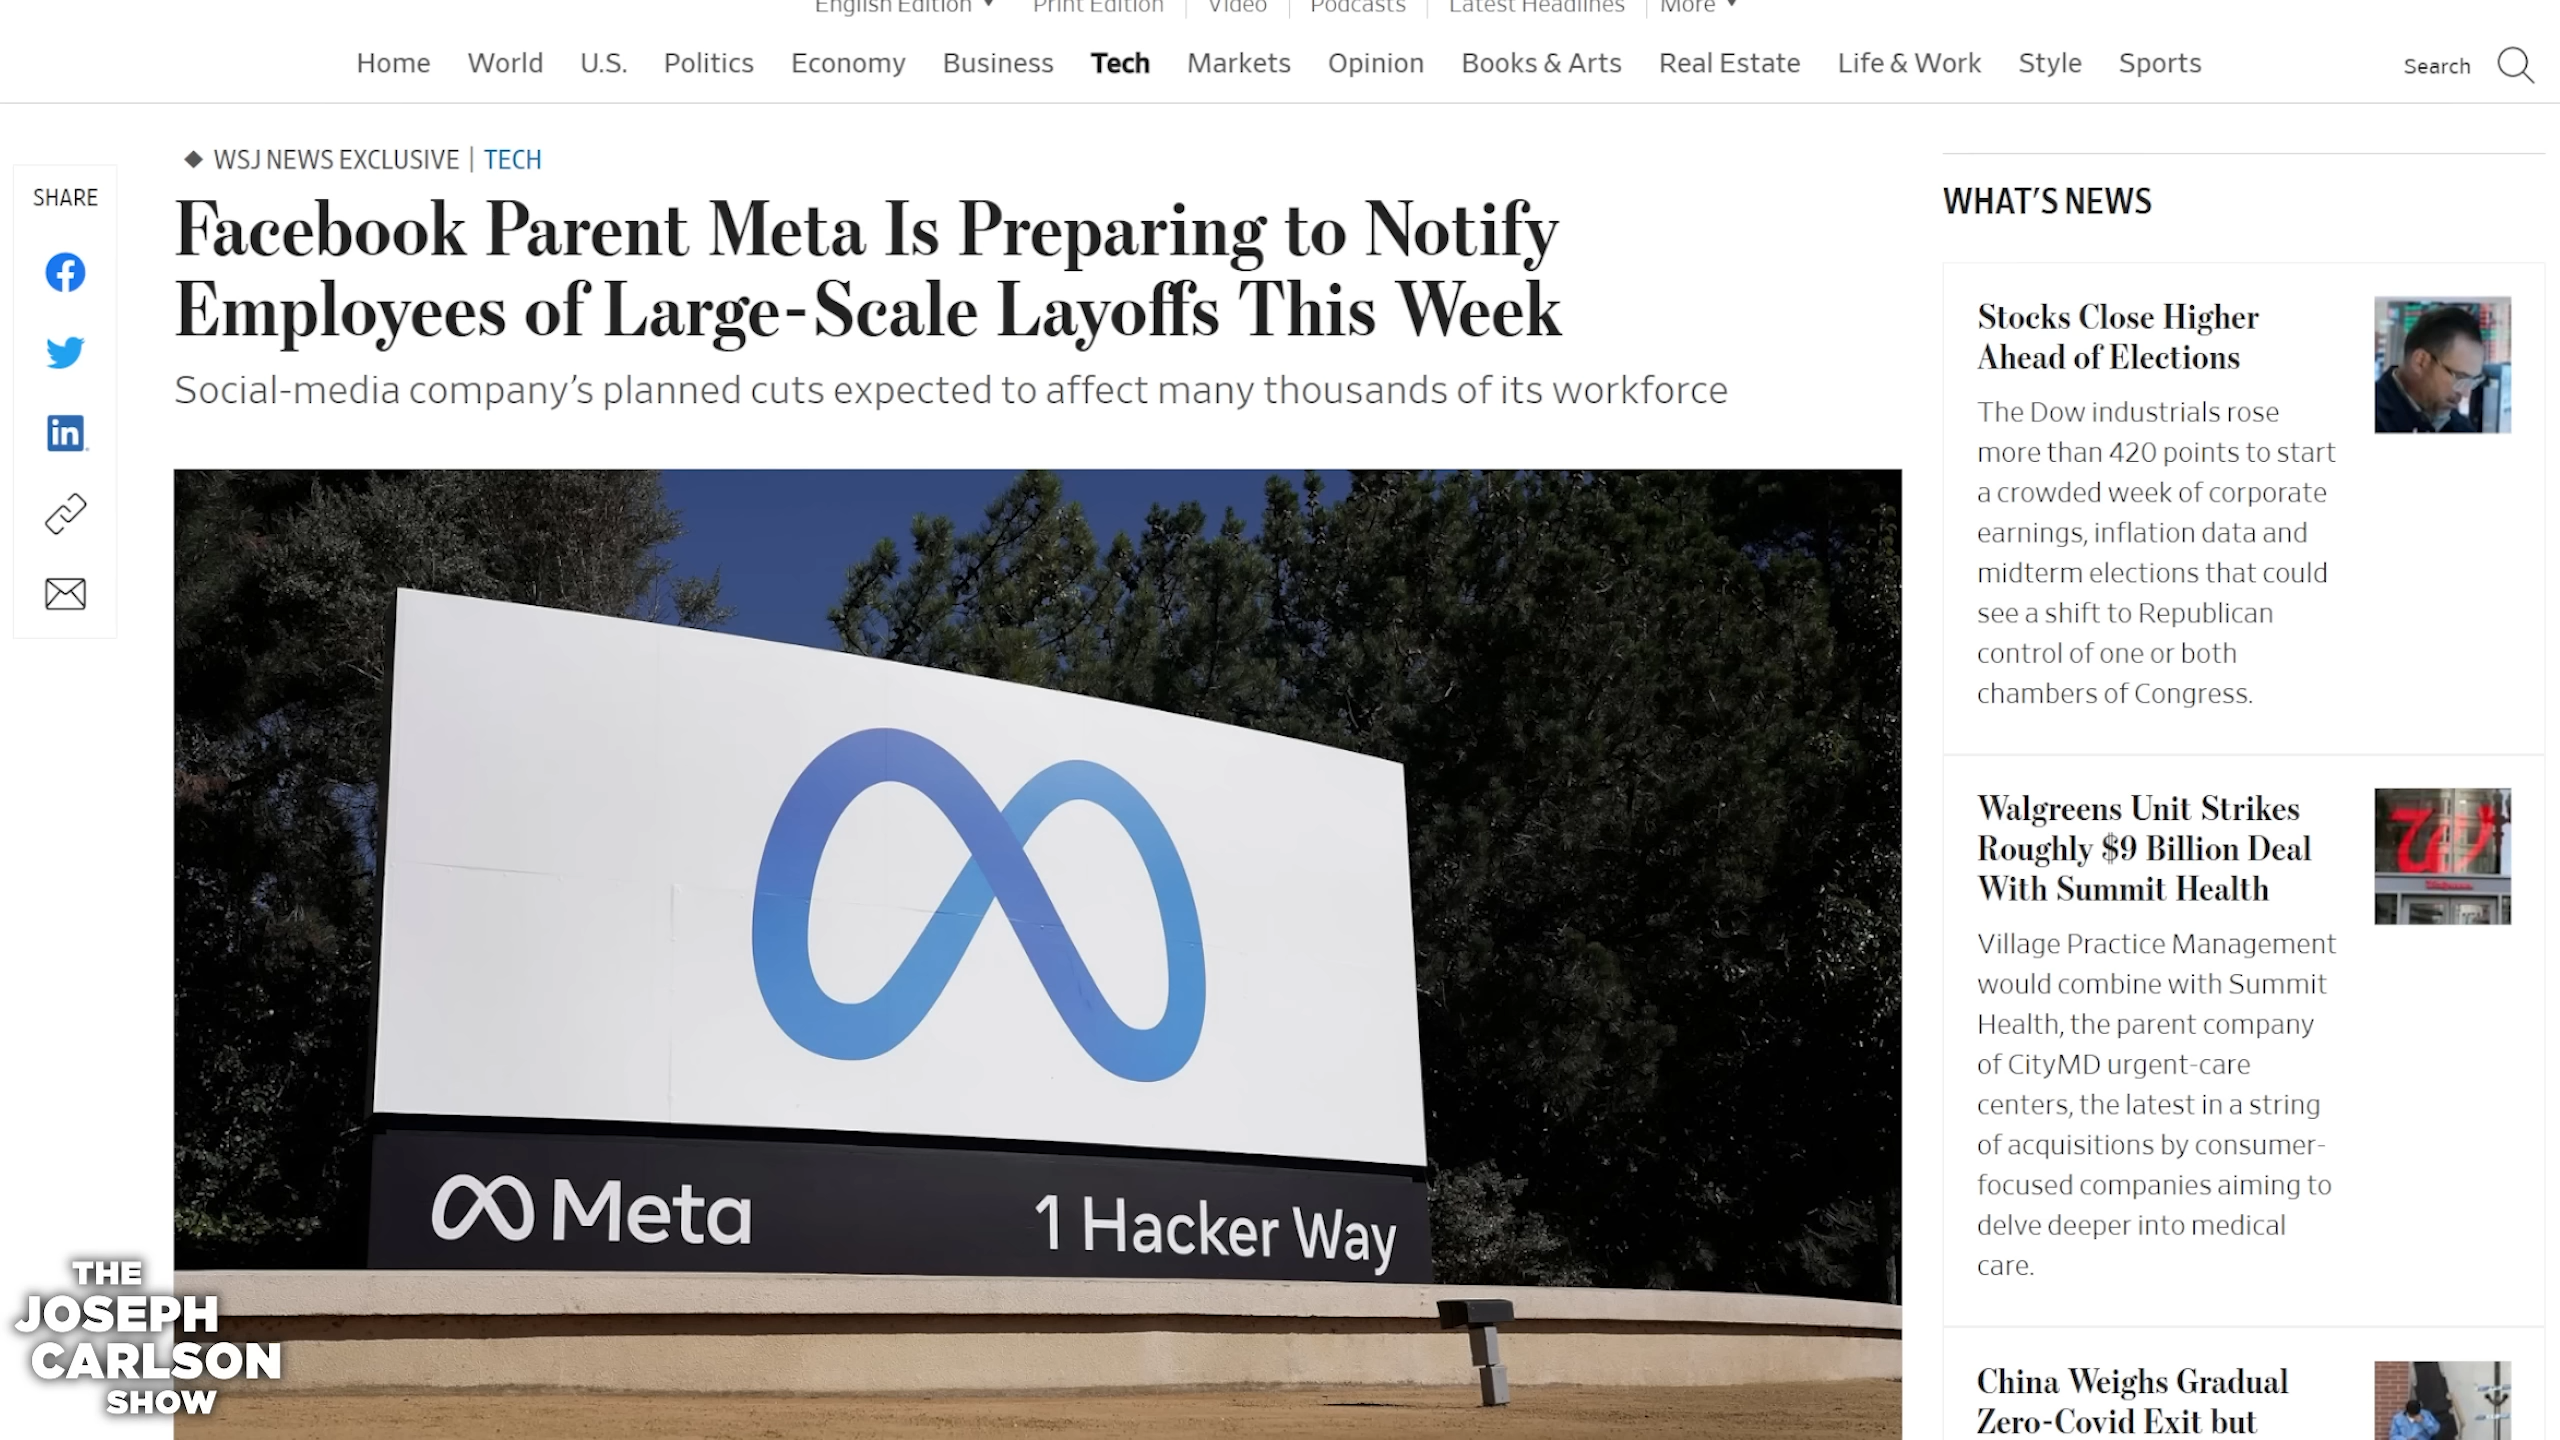 English Edition
Print Edition
Video
Podcasts
Latest Headlines
More
Home
World
U.S.
Politics
Economy
Business
Tech
Markets
Opinion
Books & Arts
Real Estate
Life & Work
Style
Sports
Search
SHARE
in
WSJ NEWS EXCLUSIVE | TECH
Facebook Parent Meta Is Preparing to Notify
Employees of Large-Scale Layoffs This Week
Social-media company's planned cuts expected to affect many thousands of its workforce
Meta
1 Hacker Way
THE
JOSEPH
CARLSON
SHOW
WHAT'S NEWS
Stocks Close Higher
Ahead of Elections
The Dow industrials rose
more than 420 points to start
a crowded week of corporate
earnings, inflation data and
midterm elections that could
see a shift to Republican
control of one or both
chambers of Congress.
Walgreens Unit Strikes
Roughly $9 Billion Deal
With Summit Health
Village Practice Management
would combine with Summit
Health, the parent company
of CityMD urgent-care
centers, the latest in a string
of acquisitions by consumer-
focused companies aiming to
delve deeper into medical
care.
China Weighs Gradual
Zero-Covid Exit but